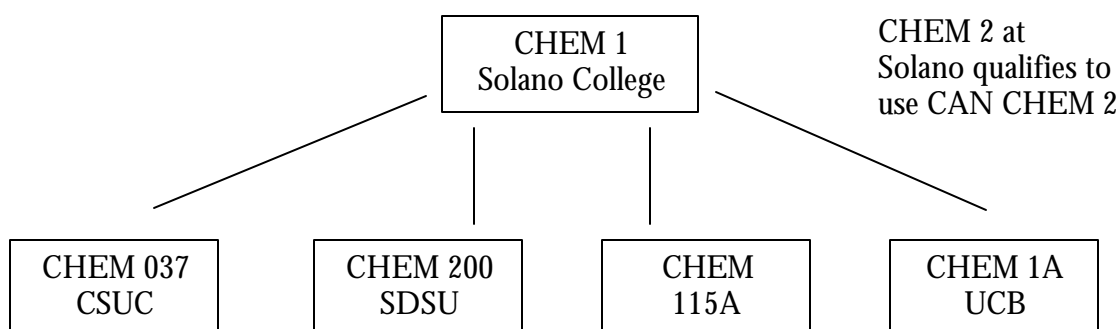 CHEM 1
Solano College
CHEM 2 at
Solano qualifies to
use CAN CHEM 2
CHEM 037
CSUC
CHEM 200
SDSU
CHEM
115A
CHEM 1A
UCB